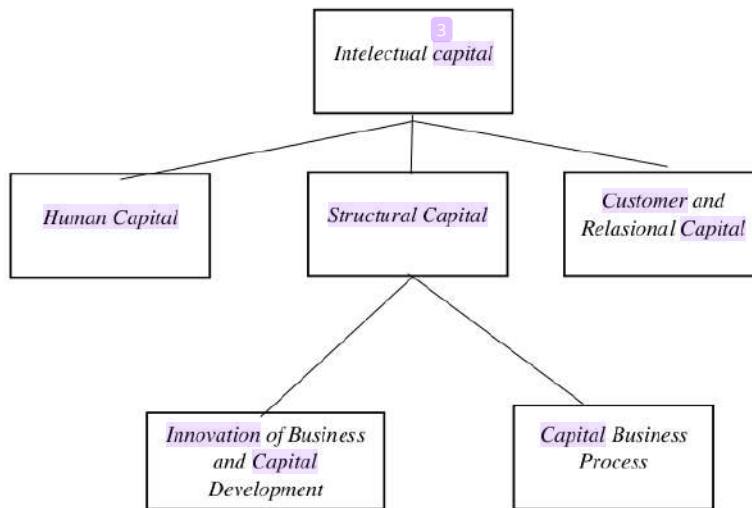 3
Intelectual capital
Human Capital
Structural Capital
Customer and
Relasional Capital
Innovation of Business
and Capital
Development
Capital Business
Process